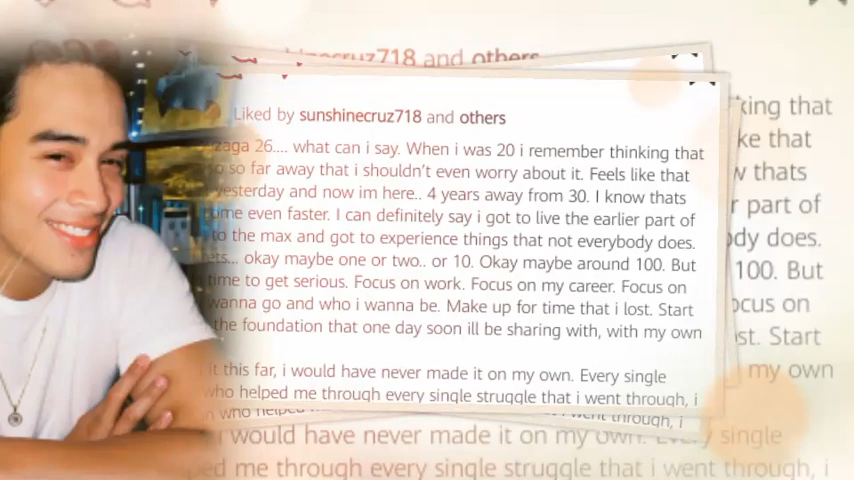 Liked by sunshinecruz718 and others
26.... what can i say. When i was 20 i remember thinking that
so far away that i shouldn't even worry about it. Feels like that
yesterday and now im here.. 4 years away from 30. I know thats
even faster. I can definitely say i got to live the earlier part of
to the max and got to experience things that not everybody does.
okay maybe one or two.. or 10. Okay maybe around 100. But
time to get serious. Focus on work. Focus on my career. Focus on
wanna go and who i wanna be. Make up for time that i lost. Start
the foundation that one day soon ill be sharing with, with my own
it this far, i would have never made it on my own. Every single
who helped me through every single struggle that i went through, i